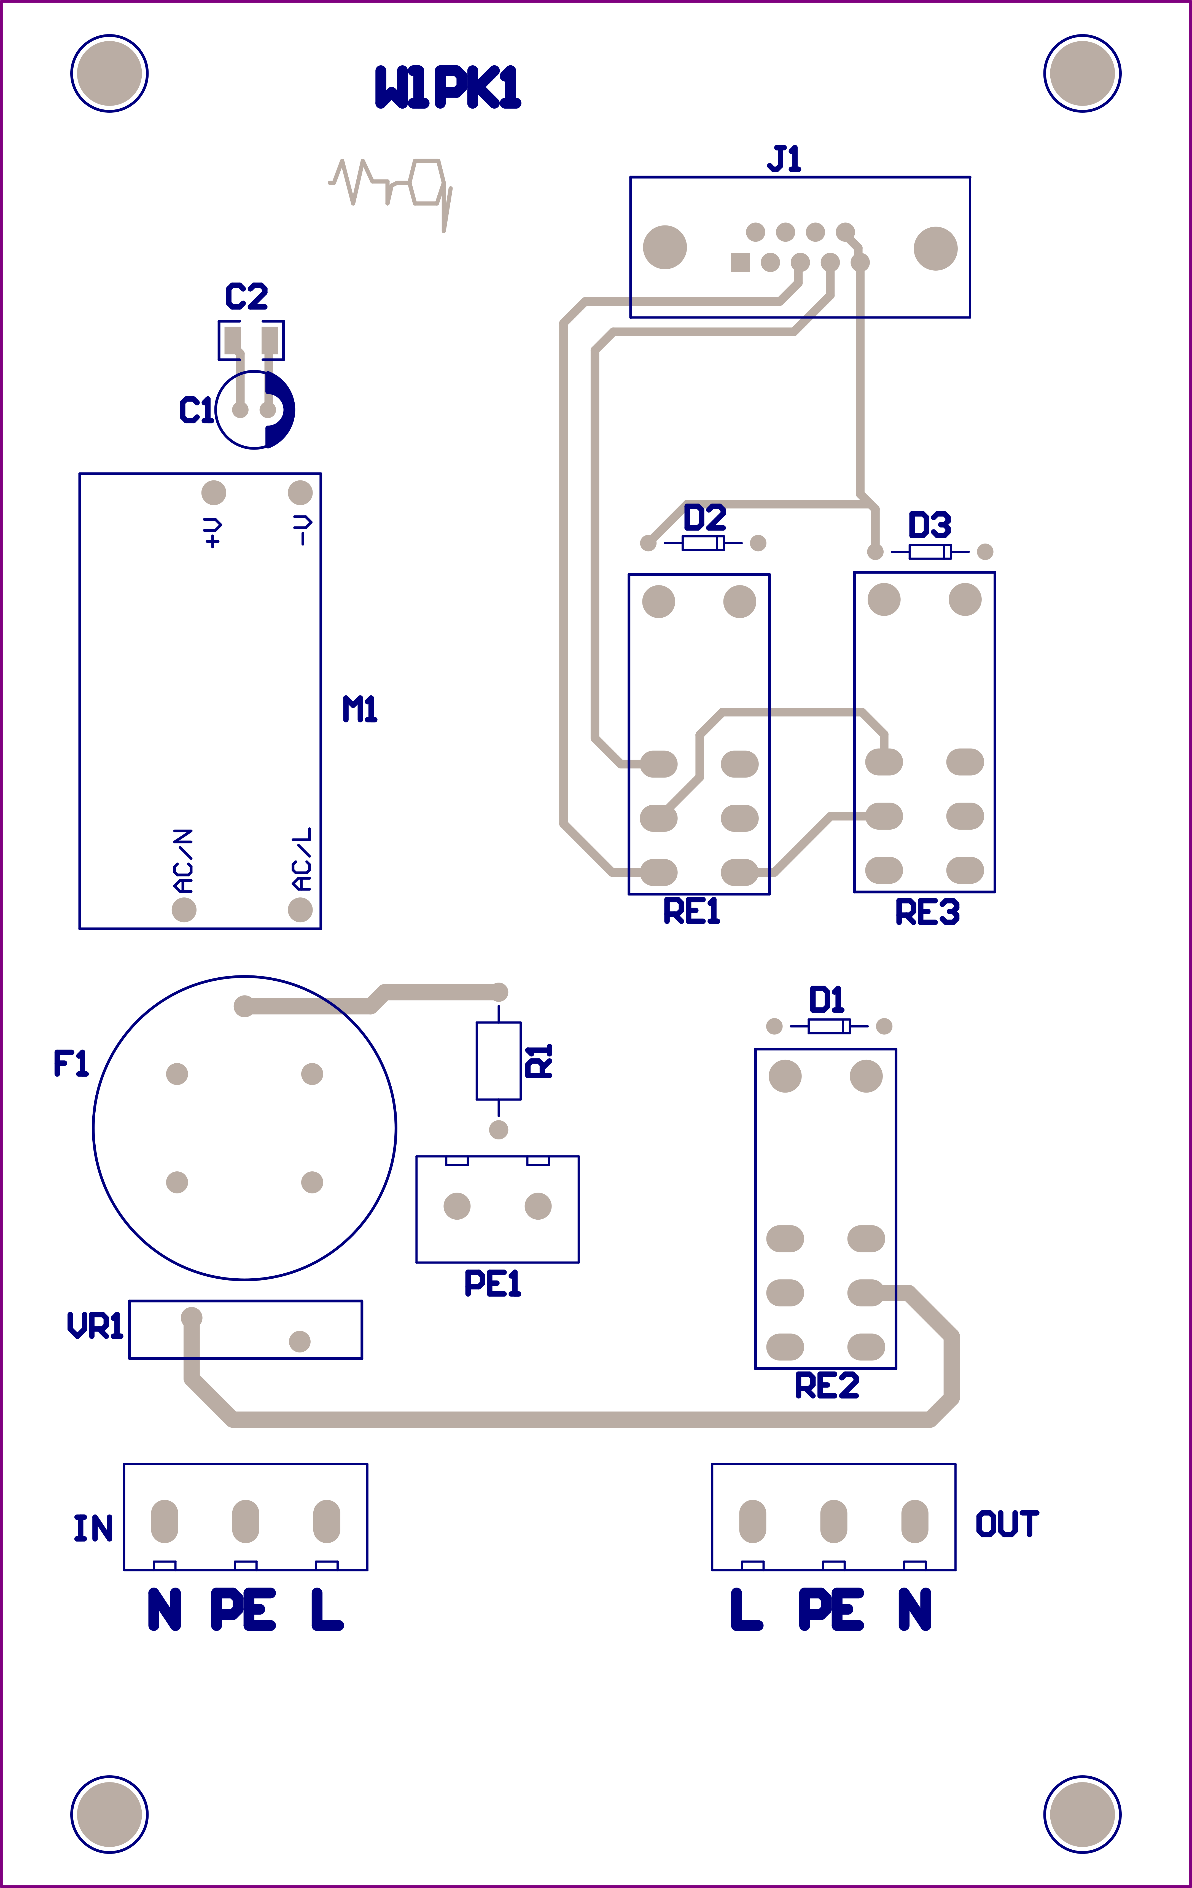 W1PK1
J1
C2
C1
+V
-V
D2
D3
M1
AC/N
AC/L
RE1
RE3
D1
F1
R1
PE1
VR1
RE2
IN
OUT
N PE L
L PE N